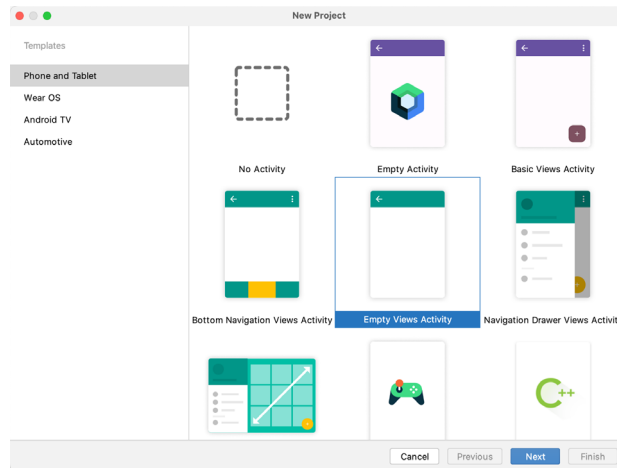 New Project
Templates
Phone and Tablet
Wear OS
Android TV
Automotive
No Activity
Empty Activity
Basic Views Activity
Bottom Navigation Views Activity
Empty Views Activity
Navigation Drawer Views Activit
C++
Cancel
Previous
Next
Finish